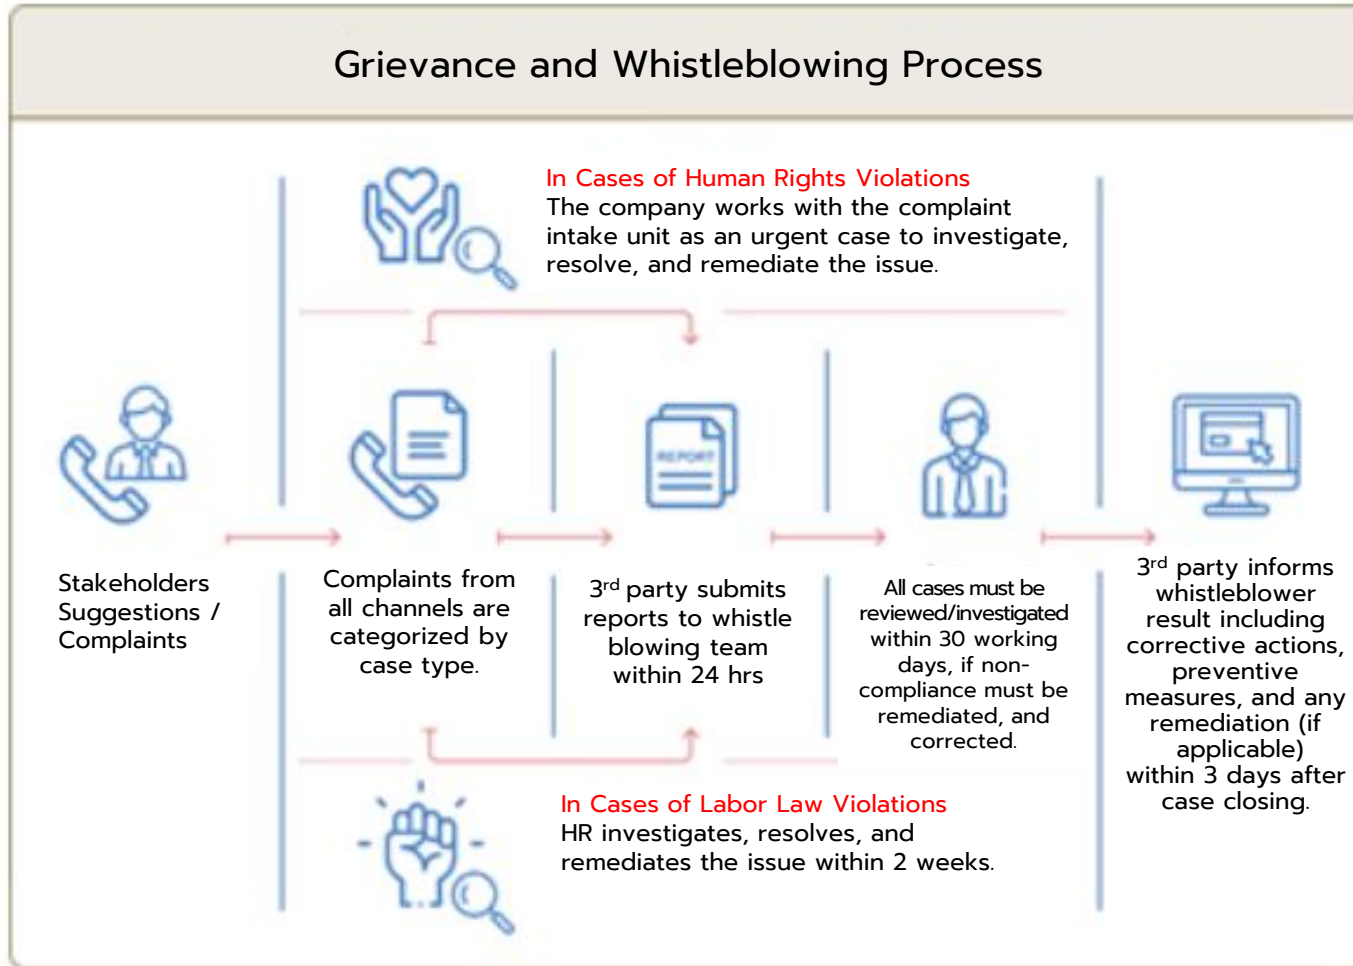 Grievance and Whistleblowing Process
In Cases of Human Rights Violations
The company works with the complaint
intake unit as an urgent case to investigate,
resolve, and remediate the issue.
REPORT
Stakeholders
Suggestions /
Complaints
Complaints from
all channels are
categorized by
case type.
3rd party submits
reports to whistle
blowing team
within 24 hrs
All cases must be
reviewed/investigated
within 30 working
days, if non-
compliance must be
remediated, and
corrected.
3rd party informs
whistleblower
result including
corrective actions,
preventive
measures, and any
remediation (if
applicable)
within 3 days after
case closing.
In Cases of Labor Law Violations
HR investigates, resolves, and
remediates the issue within 2 weeks.